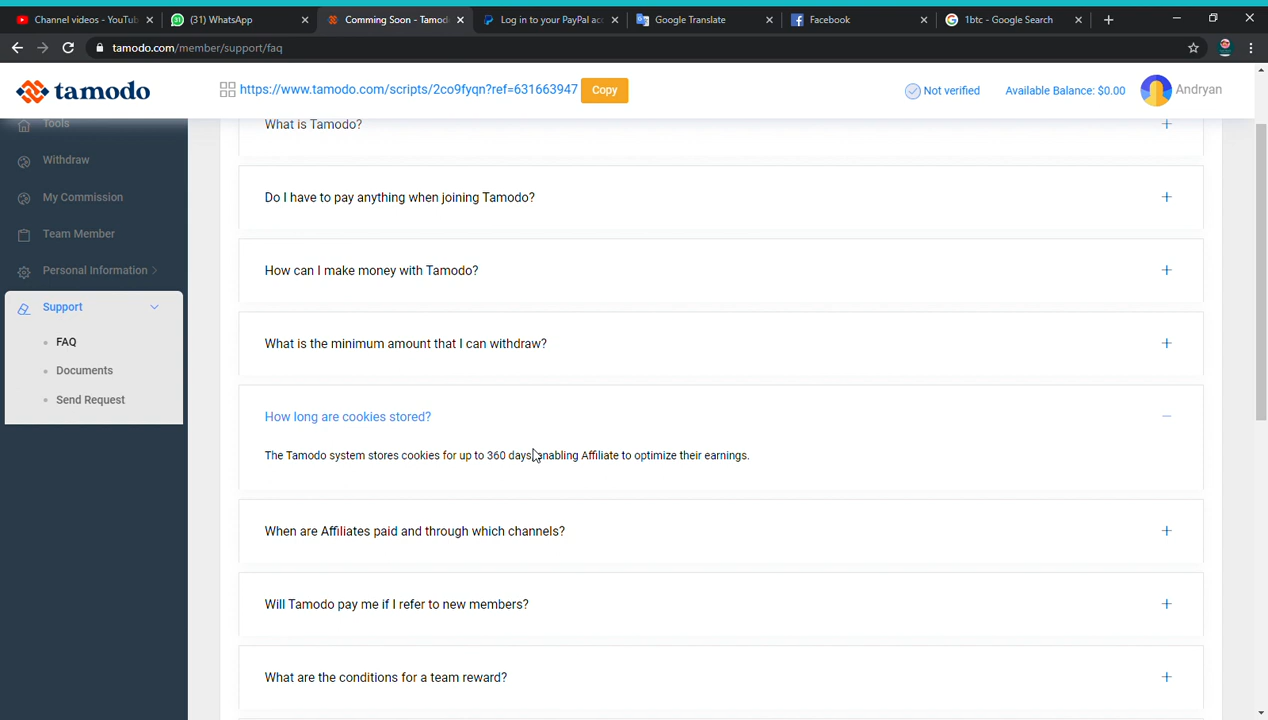 Channel videos - YouTub
(31) WhatsApp
Comming Soon - Tamod
Log in to your PayPal acc
Google Translate
Facebook
1btc - Google Search
tamodo.com/member/support/faq
tamodo
https://www.tamodo.com/scripts/2co9fyqn?ref=631663947
Copy
Not verified
Available Balance: $0.00
Andryan
Tools
Withdraw
My Commission
Team Member
Personal Information
Support
FAQ
Documents
Send Request
What is Tamodo?
Do I have to pay anything when joining Tamodo?
How can I make money with Tamodo?
What is the minimum amount that I can withdraw?
How long are cookies stored?
The Tamodo system stores cookies for up to 360 days, enabling Affiliate to optimize their earnings.
When are Affiliates paid and through which channels?
Will Tamodo pay me if I refer to new members?
What are the conditions for a team reward?